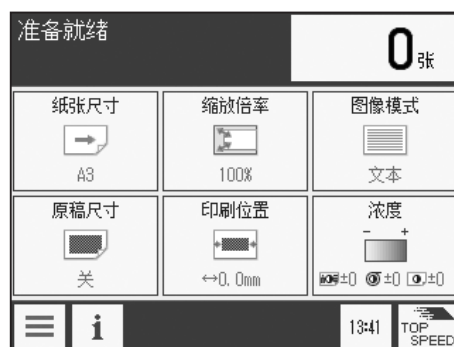 准备就绪
0张
纸张尺寸
A3
缩放倍率
100%
图像模式
文本
原稿尺寸
关
印刷位置
↔0.0mm
浓度
- +
±0 ±0 ±0
i
13:41
TOP
SPEED